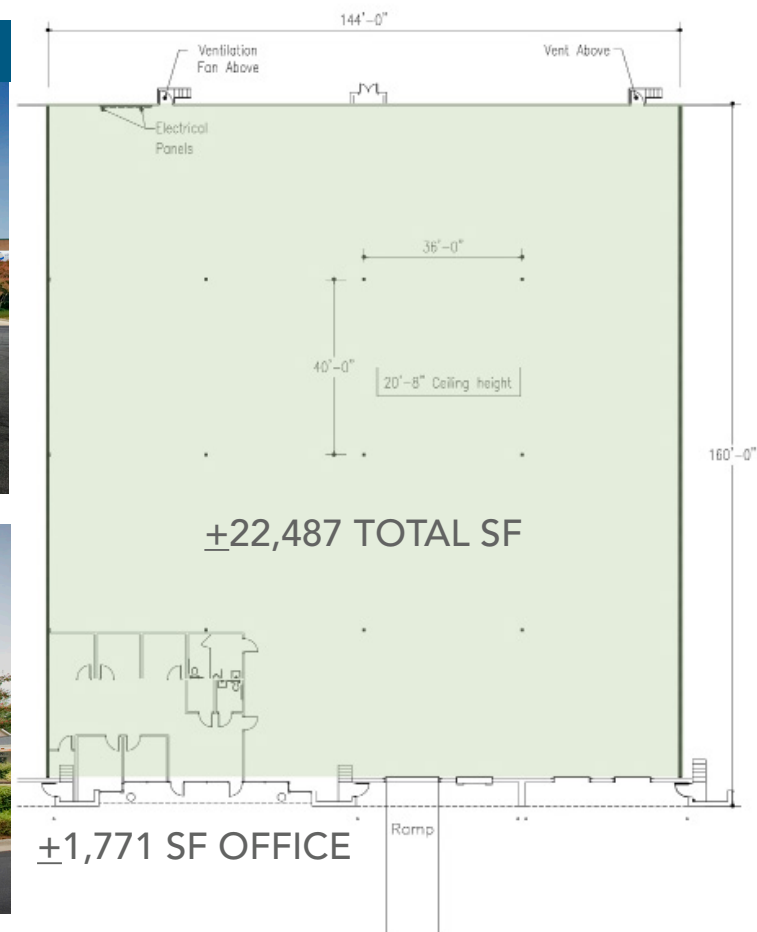 144'-0"
Ventilation
Fan Above
Vent Above
Electrical
Panels
36'-0"
40'-0"
20'-8" Ceiling height
160'-0"
±22,487 TOTAL SF
Ramp
±1,771 SF OFFICE